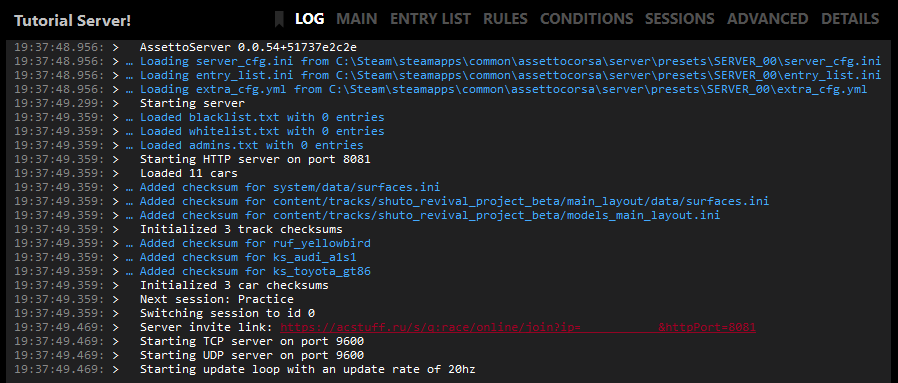 Tutorial Server!
LOG MAIN ENTRY LIST RULES CONDITIONS SESSIONS ADVANCED DETAILS
19:37:48.956: > AssettoServer 0.0.54+51737e2c2e
19:37:48.956: > … Loading server_cfg.ini from C:\Steam\steamapps\common\assettocorsa\server\presets\SERVER_00\server_cfg.ini
19:37:48.956: > … Loading entry_list.ini from C:\Steam\steamapps\common\assettocorsa\server\presets\SERVER_00\entry_list.ini
19:37:48.956: > … Loading extra_cfg.yml from C:\Steam\steamapps\common\assettocorsa\server\presets\SERVER_00\extra_cfg.yml
19:37:49.299: > Starting server
19:37:49.359: > … Loaded blacklist.txt with 0 entries
19:37:49.359: > … Loaded whitelist.txt with 0 entries
19:37:49.359: > … Loaded admins.txt with 0 entries
19:37:49.359: > Starting HTTP server on port 8081
19:37:49.359: > Loaded 11 cars
19:37:49.359: > … Added checksum for system/data/surfaces.ini
19:37:49.359: > … Added checksum for content/tracks/shuto_revival_project_beta/main_layout/data/surfaces.ini
19:37:49.359: > … Added checksum for content/tracks/shuto_revival_project_beta/models_main_layout.ini
19:37:49.359: > Initialized 3 track checksums
19:37:49.359: > … Added checksum for ruf_yellowbird
19:37:49.359: > … Added checksum for ks_audi_a1s1
19:37:49.359: > … Added checksum for ks_toyota_gt86
19:37:49.359: > Initialized 3 car checksums
19:37:49.359: > Next session: Practice
19:37:49.359: > Switching session to id 0
19:37:49.469: > Server invite link: https://acstuff.ru/s/q:race/online/join?ip= &httpPort=8081
19:37:49.469: > Starting TCP server on port 9600
19:37:49.469: > Starting UDP server on port 9600
19:37:49.469: > Starting update loop with an update rate of 20hz